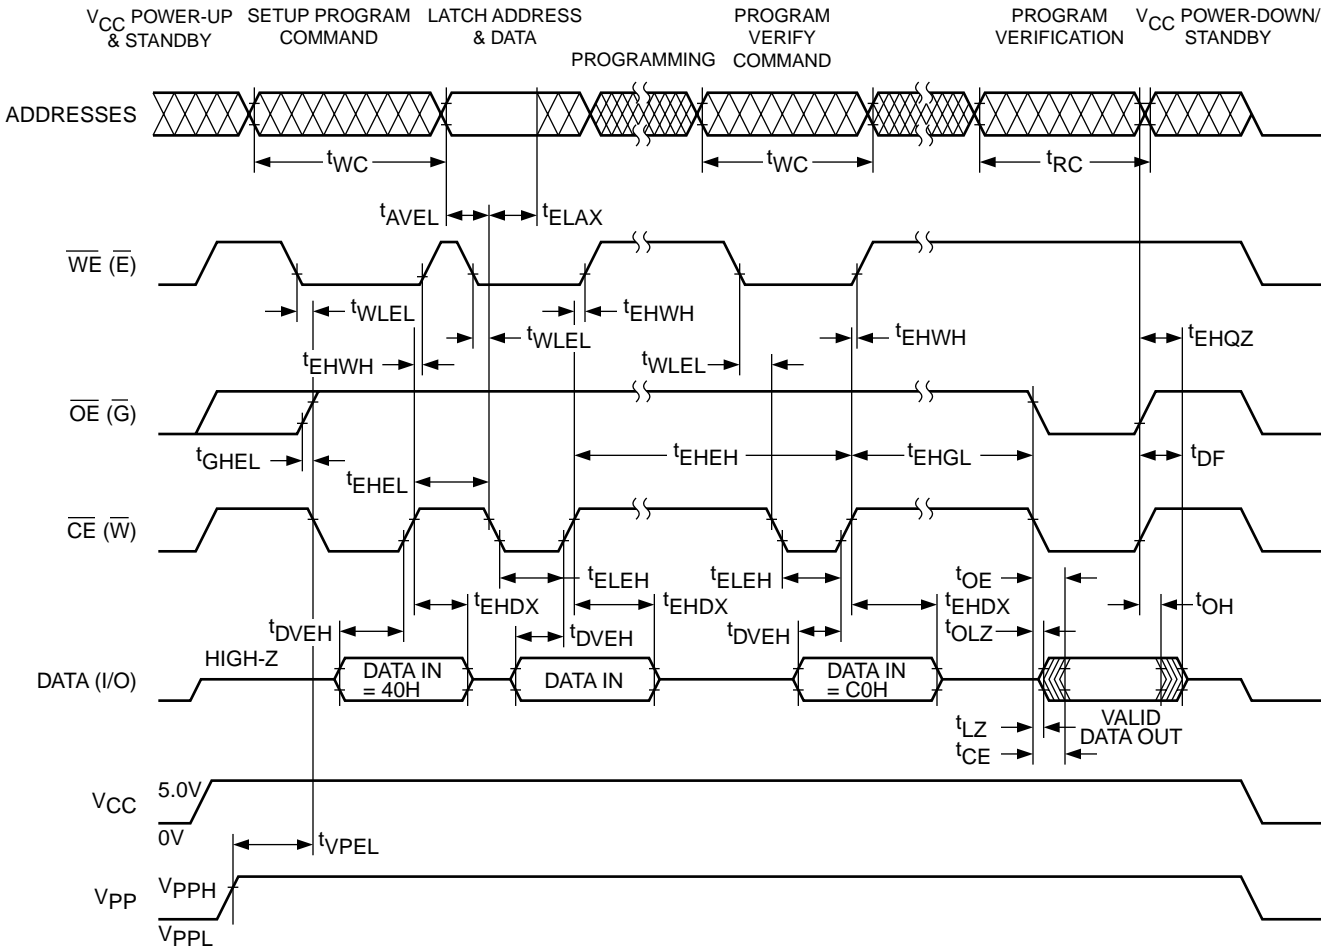 VCC POWER-UP & STANDBY
SETUP PROGRAM COMMAND
LATCH ADDRESS & DATA
PROGRAMMING
PROGRAM VERIFY COMMAND
PROGRAM VERIFICATION
VCC POWER-DOWN/ STANDBY
ADDRESSES
tWC
tWC
tRC
tAVEL
tELAX
WE (E)
tWLEL
tEHWH
tWLEL
tEHWH
tWLEL
tEHWH
tEHQZ
OE (G)
tGHEL
tEHEL
tEHEH
tEHGL
tDF
CE (W)
tELEH
tELEH
tOE
tEHDX
tEHDX
tEHDX
tOH
tDVEH
tDVEH
tDVEH
tOLZ
HIGH-Z
DATA (I/O)
DATA IN = 40H
DATA IN
DATA IN = C0H
tLZ
VALID DATA OUT
tCE
VCC
5.0V
0V
tVPEL
VPP
VPPH
VPPL